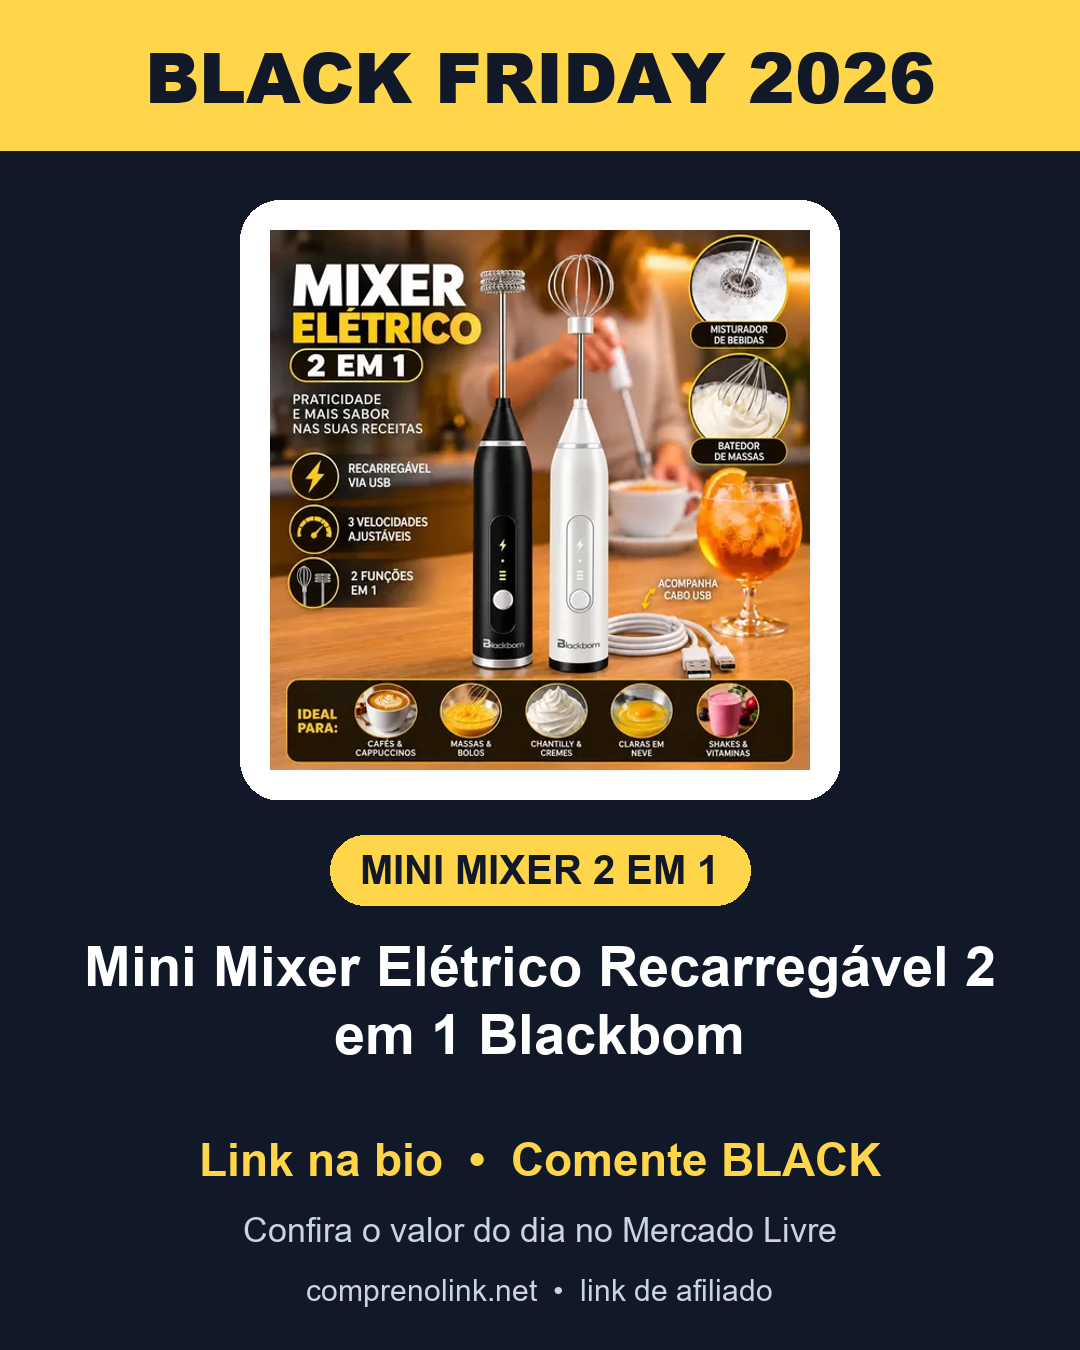 BLACK FRIDAY 2026
MIXER
ELÉTRICO
2 EM 1
PRATICIDADE
E MAIS SABOR
NAS SUAS RECEITAS
RECARREGÁVEL
VIA USB
3 VELOCIDADES
AJUSTÁVEIS
2 FUNÇÕES
EM 1
MISTURADOR
DE BEBIDAS
BATEDOR
DE MASSAS
ACOMPANHA
CABO USB
Blackbom
Blackbom
IDEAL
PARA:
CAFÉS &
CAPPUCCINOS
MASSAS &
BOLOS
CHANTILLY &
CREMES
CLARAS EM
NEVE
SHAKES &
VITAMINAS
MINI MIXER 2 EM 1
Mini Mixer Elétrico Recarregável 2
em 1 Blackbom
Link na bio • Comente BLACK
Confira o valor do dia no Mercado Livre
comprenolink.net • link de afiliado